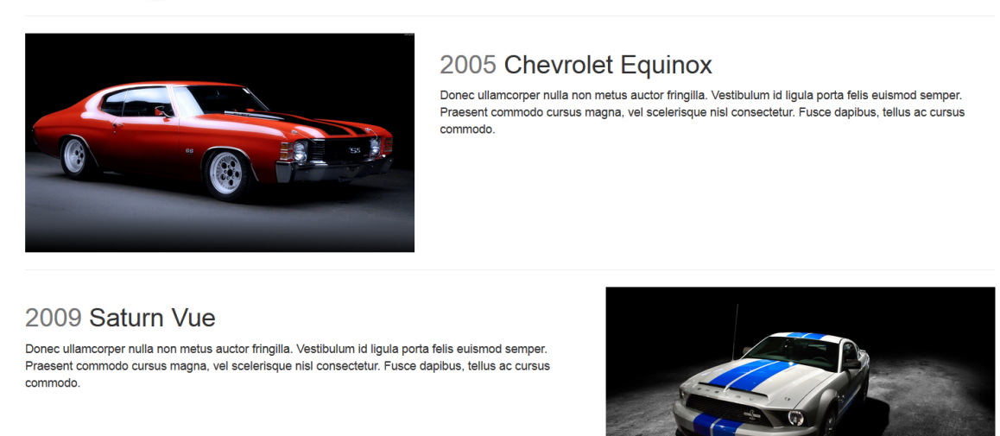 2005 Chevrolet Equinox
Donec ullamcorper nulla non metus auctor fringilla. Vestibulum id ligula porta felis euismod semper.
Praesent commodo cursus magna, vel scelerisque nisl consectetur. Fusce dapibus, tellus ac cursus
commodo.
SS
SS
2009 Saturn Vue
Donec ullamcorper nulla non metus auctor fringilla. Vestibulum id ligula porta felis euismod semper.
Praesent commodo cursus magna, vel scelerisque nisl consectetur. Fusce dapibus, tellus ac cursus
commodo.